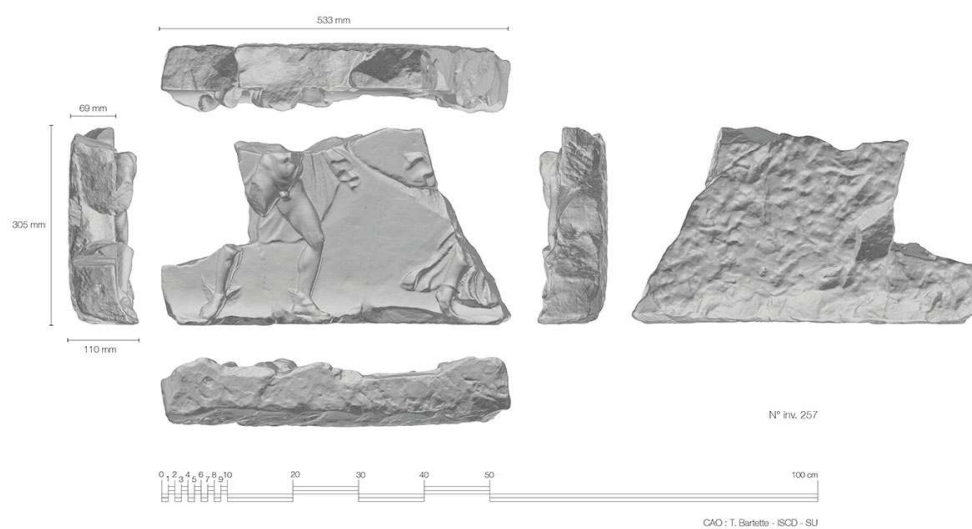 533 mm
69 mm
305 mm
110 mm
N° inv. 257
0 1 2 3 4 5 6 7 8 9 10 20 30 40 50 100 cm
CAO : T. Bartette - ISCD - SU